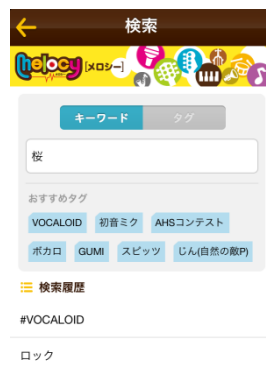 検索
helocy [メロシー]
キーワード タグ
桜
おすすめタグ
VOCALOID 初音ミク AHSコンテスト
ボカロ GUMI スピッツ じん(自然の敵P)
検索履歴
#VOCALOID
ロック